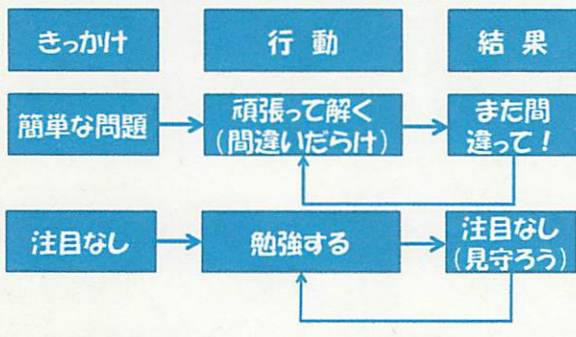 きっかけ 行動 結果
簡単な問題 頑張って解く また間
(間違いだらけ) 違って!
注目なし 勉強する 注目なし
(見守ろう)